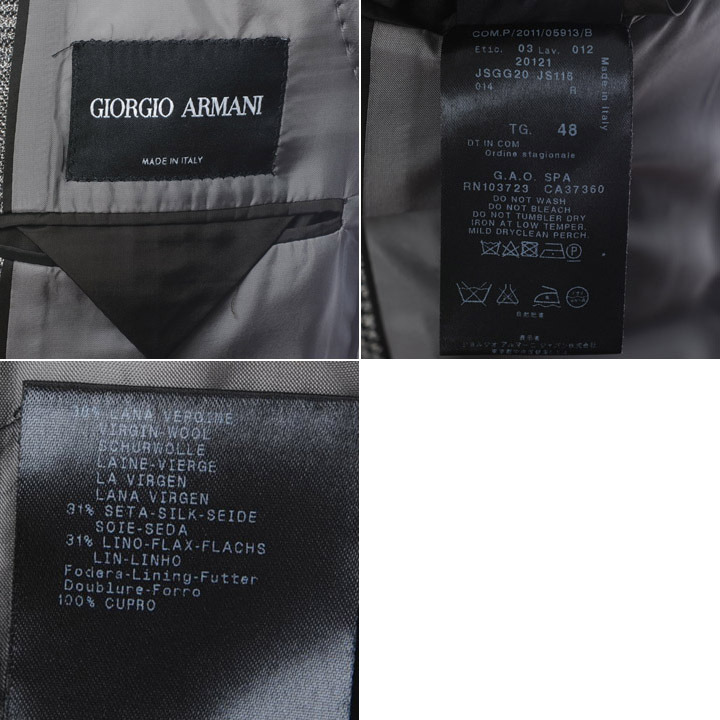 GIORGIO ARMANI
MADE IN ITALY
COM.P/2011/05913/B
Etic. 03 Lav. 012
20121
JSGG20 JS116
014 R
Made in Italy
TG. 48
DT.IN COM
Ordine stagionale
G.A.O. SPA
RN103723 CA37360
DO NOT WASH
DO NOT BLEACH
DO NOT TUMBLER DRY
IRON AT LOW TEMPER.
MILD DRYCLEAN PERCH.
P
LANA VERGINE
VIRGIN-WOOL
SCHURWOLLE
LAINE-VIERGE
LA VIRGEN
LANA VIRGEN
31% SETA-SILK-SEIDE
SOIE-SEDA
31% LINO-FLAX-FLACHS
LIN-LINHO
Fodera-Lining-Futter
Doublure-Forro
100% CUPRO